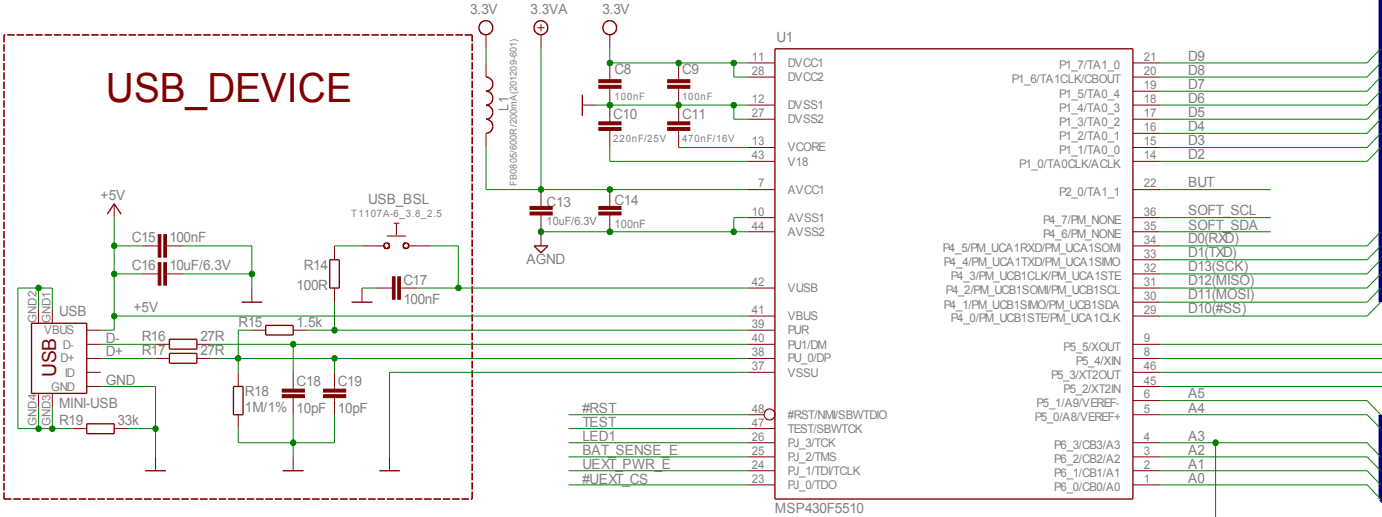 3.3V
3.3VA
3.3V
USB_DEVICE
L1
FB0805/600R/200mA(201209-601)
C8
100nF
C9
100nF
C10
220nF/25V
C11
470nF/16V
C13
10uF/6.3V
C14
100nF
AGND
+5V
C15
100nF
C16
10uF/6.3V
USB_BSL
T1107A-6_3.8_2.5
R14
100R
C17
100nF
+5V
GND2
GND1
USB
VBUS
D-
D+
ID
GND
USB
GND4
GND3
MINI-USB
D-
D+
GND
R15
1.5k
R16
27R
R17
27R
R18
1M/1%
C18
10pF
C19
10pF
R19
33k
U1
11 DVCC1
28 DVCC2
12 DVSS1
27 DVSS2
13 VCORE
43 V18
7 AVCC1
10 AVSS1
44 AVSS2
42 VUSB
41 VBUS
39 PUR
40 PU1/DM
38 PU_0/DP
37 VSSU
#RST 48 #RST/NMI/SBWTDIO
TEST 47 TEST/SBWTCK
LED1 26 PJ_3/TCK
BAT_SENSE_E 25 PJ_2/TMS
UEXT_PWR_E 24 PJ_1/TDI/TCLK
#UEXT_CS 23 PJ_0/TDO
P1_7/TA1_0 21 D9
P1_6/TA1CLK/CBOUT 20 D8
P1_5/TA0_4 19 D7
P1_4/TA0_3 18 D6
P1_3/TA0_2 17 D5
P1_2/TA0_1 16 D4
P1_1/TA0_0 15 D3
P1_0/TA0CLK/ACLK 14 D2
P2_0/TA1_1 22 BUT
P4_7/PM_NONE 36 SOFT_SCL
P4_6/PM_NONE 35 SOFT_SDA
P4_5/PM_UCA1RXD/PM_UCA1SOMI 34 D0(RXD)
P4_4/PM_UCA1TXD/PM_UCA1SIMO 33 D1(TXD)
P4_3/PM_UCB1CLK/PM_UCA1STE 32 D13(SCK)
P4_2/PM_UCB1SOMI/PM_UCB1SCL 31 D12(MISO)
P4_1/PM_UCB1SIMO/PM_UCB1SDA 30 D11(MOSI)
P4_0/PM_UCB1STE/PM_UCA1CLK 29 D10(#SS)
P5_5/XOUT 9
P5_4/XIN 8
P5_3/XT2OUT 46
P5_2/XT2IN 45
P5_1/A9/VEREF- 6 A5
P5_0/A8/VEREF+ 5 A4
P6_3/CB3/A3 4 A3
P6_2/CB2/A2 3 A2
P6_1/CB1/A1 2 A1
P6_0/CB0/A0 1 A0
MSP430F5510